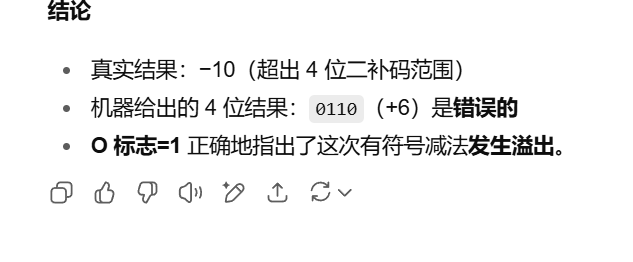 结论
真实结果：−10（超出 4 位二补码范围）
机器给出的 4 位结果：0110（+6）是错误的
O 标志=1 正确地指出了这次有符号减法发生溢出。